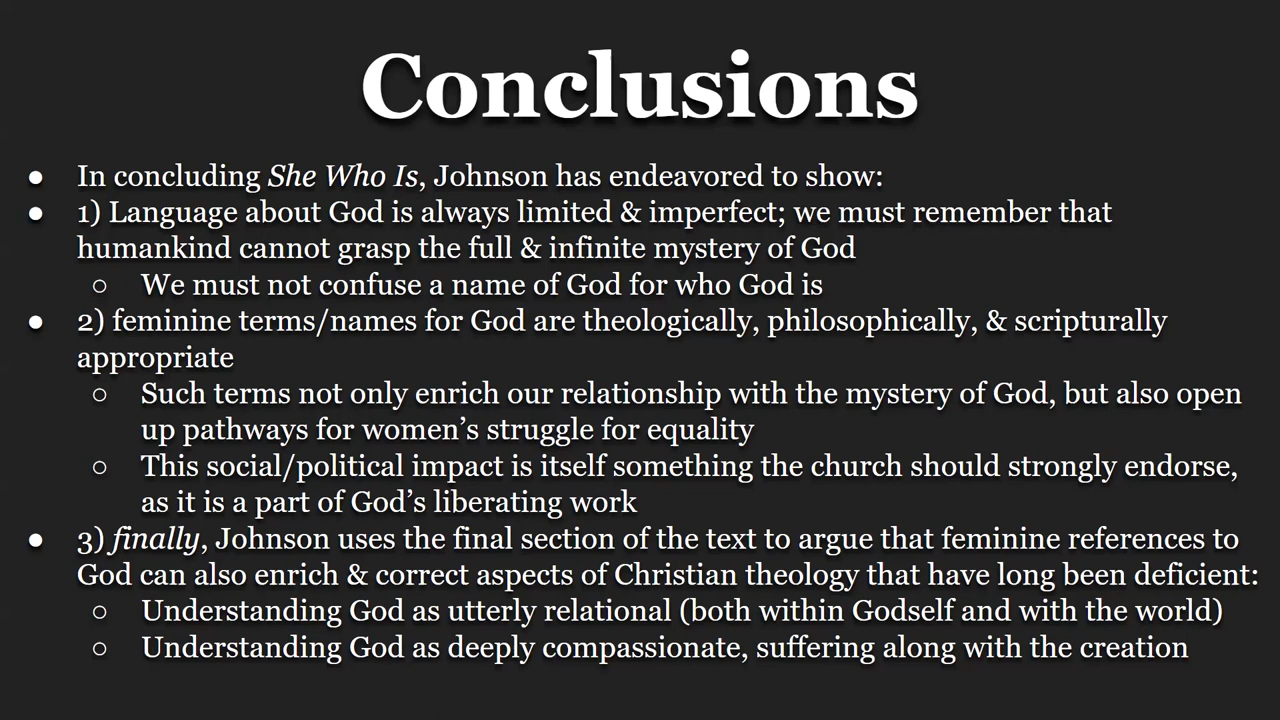 Conclusions
● In concluding She Who Is, Johnson has endeavored to show:
● 1) Language about God is always limited & imperfect; we must remember that
humankind cannot grasp the full & infinite mystery of God
○ We must not confuse a name of God for who God is
● 2) feminine terms/names for God are theologically, philosophically, & scripturally
appropriate
○ Such terms not only enrich our relationship with the mystery of God, but also open
up pathways for women’s struggle for equality
○ This social/political impact is itself something the church should strongly endorse,
as it is a part of God’s liberating work
● 3) finally, Johnson uses the final section of the text to argue that feminine references to
God can also enrich & correct aspects of Christian theology that have long been deficient:
○ Understanding God as utterly relational (both within Godself and with the world)
○ Understanding God as deeply compassionate, suffering along with the creation